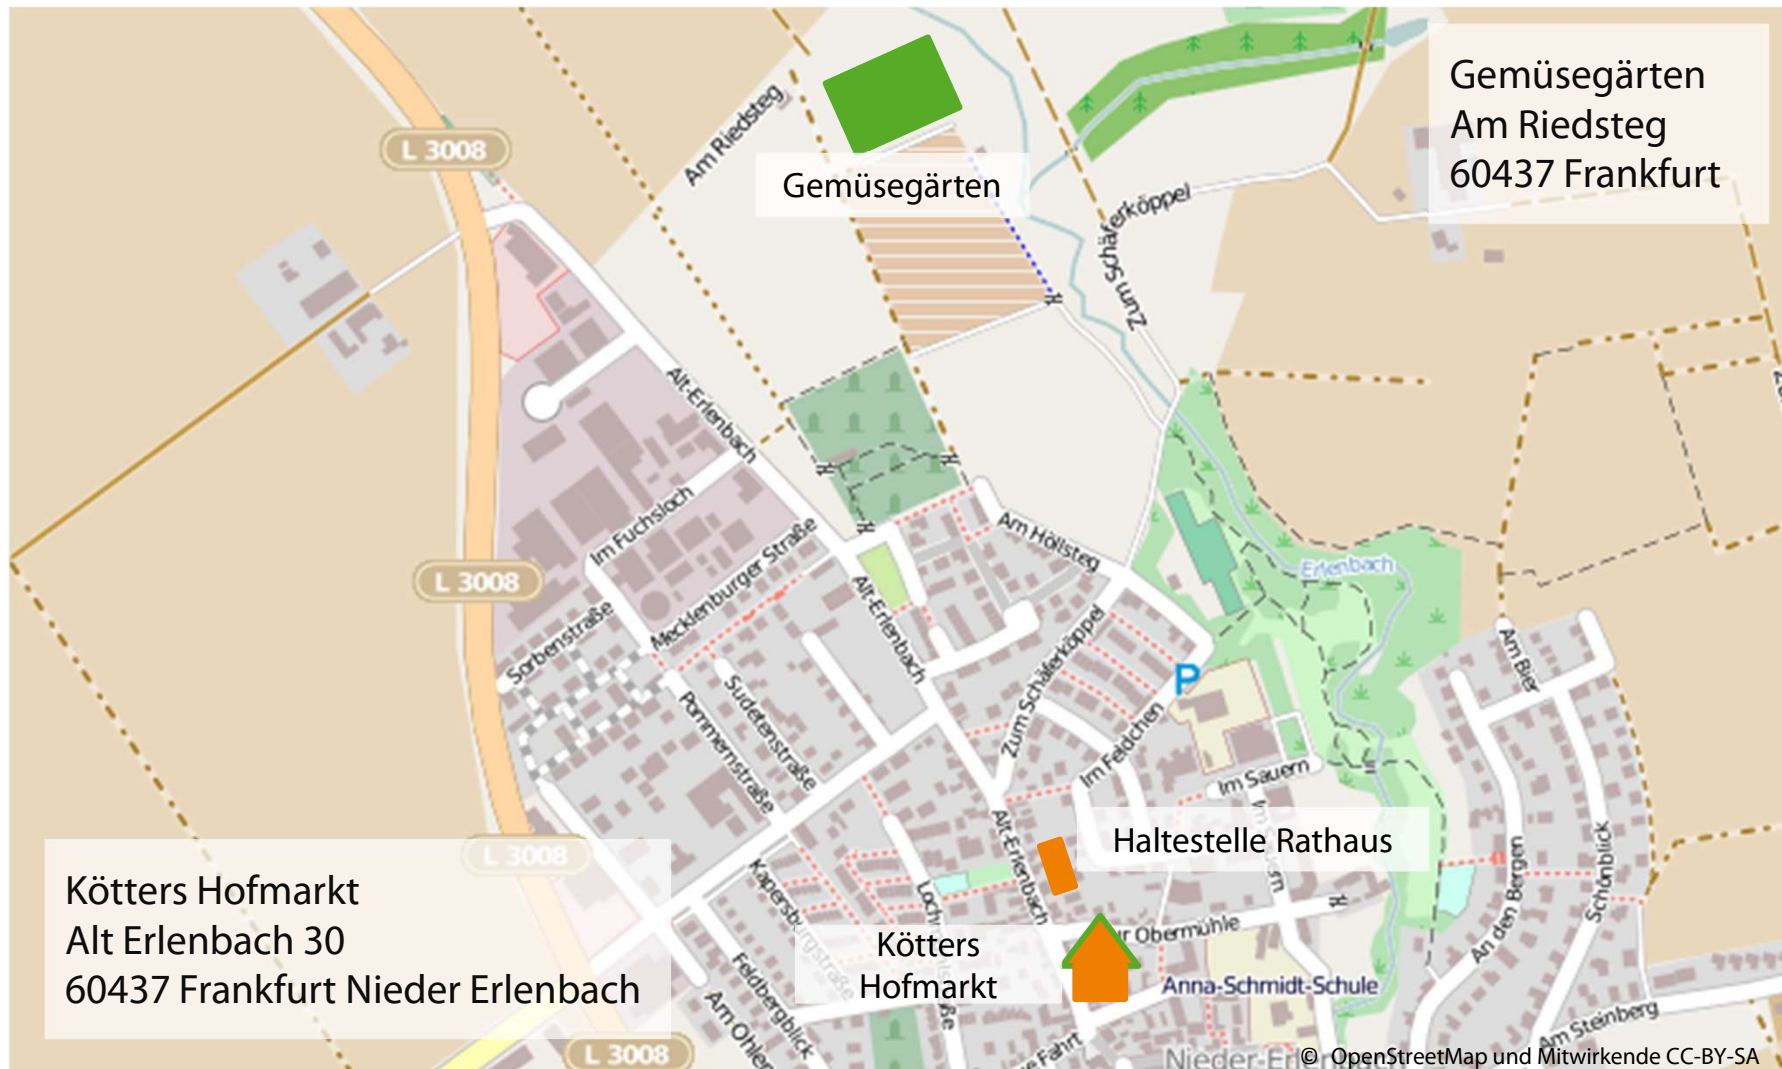 Gemüsegärten
Am Riedsteg
60437 Frankfurt
L 3008
Am Riedsteg
Gemüsegärten
Zum Schäferköppel
Alt-Erlenbach
Im Fuchsloch
Mecklenburger Straße
Am Höllsteg
L 3008
Erlenbach
Sorbenstraße
Alt-Erlenbach
Zum Schäferköppel
Am Bier
P
Pommernstraße
Sudetenstraße
Im Feldchen
Im Sauern
Alt-Erlenbach
Haltestelle Rathaus
L 3008
An den Bergen
Schönblick
Kötters Hofmarkt
Alt Erlenbach 30
60437 Frankfurt Nieder Erlenbach
Kötters
Hofmarkt
ur Obermühle
Anna-Schmidt-Schule
Feldbergblick
Am Steinberg
L 3008
© OpenStreetMap und Mitwirkende CC-BY-SA